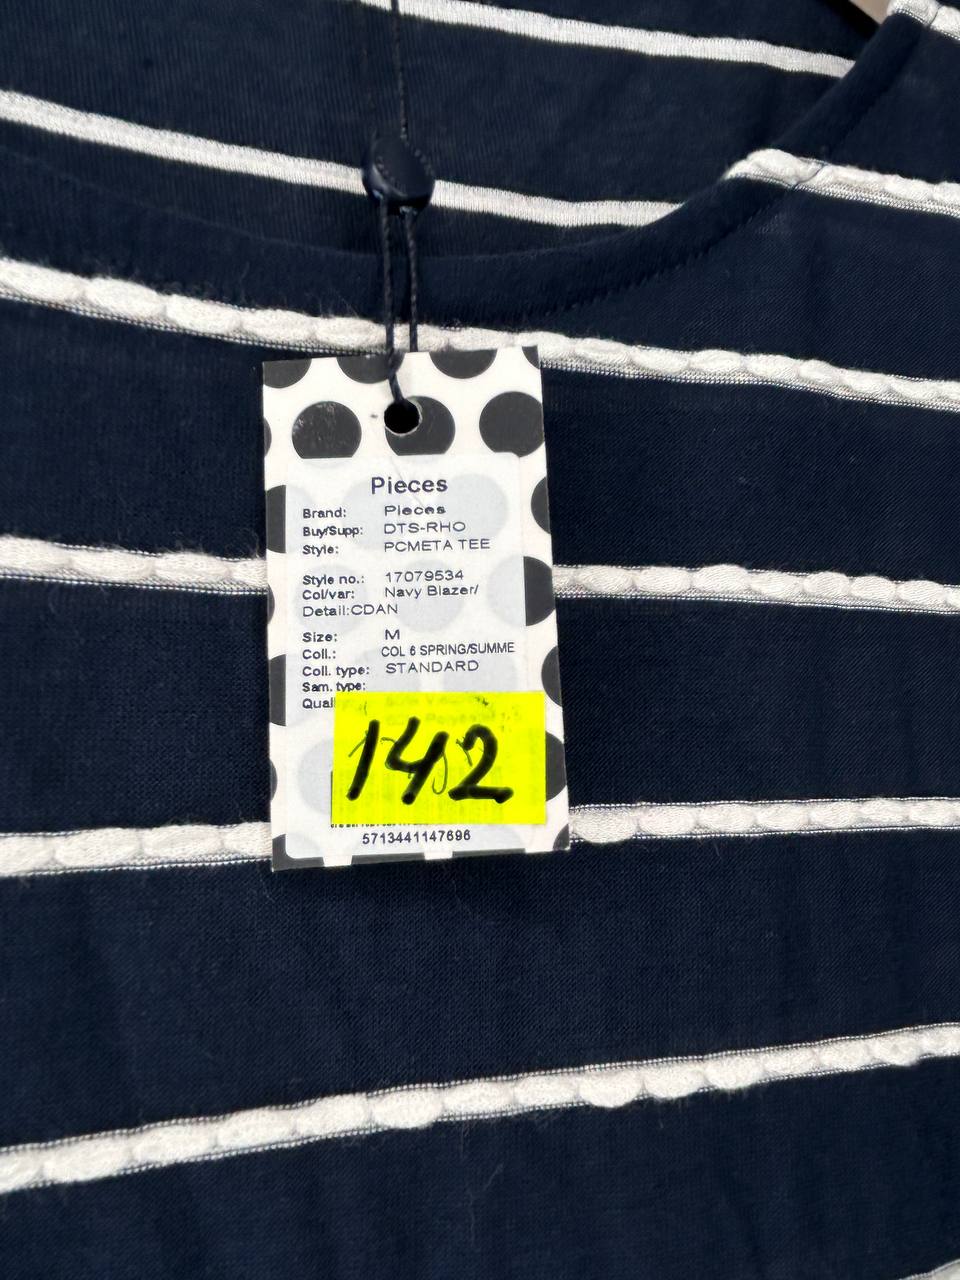 Pieces
Brand: Pieces
Buy/Supp: DTS-RHO
Style: PCMETA TEE
Style no.: 17079534
Col/var: Navy Blazer/
Detail:CDAN
Size: M
Coll.: COL 6 SPRING/SUMME
Coll. type: STANDARD
Sam. type:
142
5713441147696